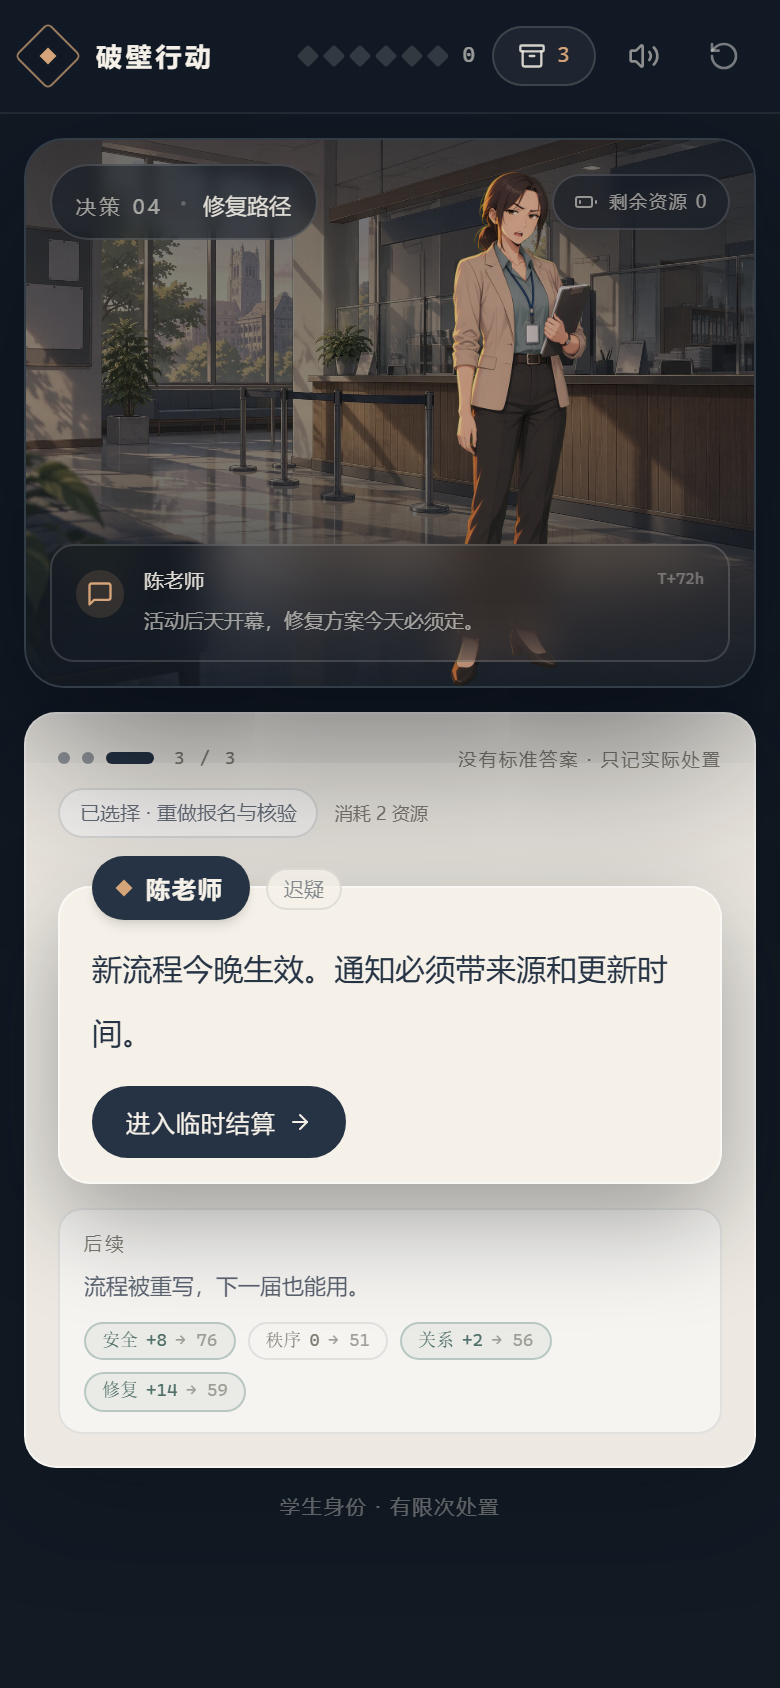 破壁行动
0
3
决策 04 · 修复路径
剩余资源 0
陈老师
T+72h
活动后天开幕，修复方案今天必须定。
3 / 3
没有标准答案 · 只记实际处置
已选择 · 重做报名与核验
消耗 2 资源
陈老师
迟疑
新流程今晚生效。通知必须带来源和更新时
间。
进入临时结算 →
后续
流程被重写，下一届也能用。
安全 +8 → 76
秩序 0 → 51
关系 +2 → 56
修复 +14 → 59
学生身份 · 有限次处置